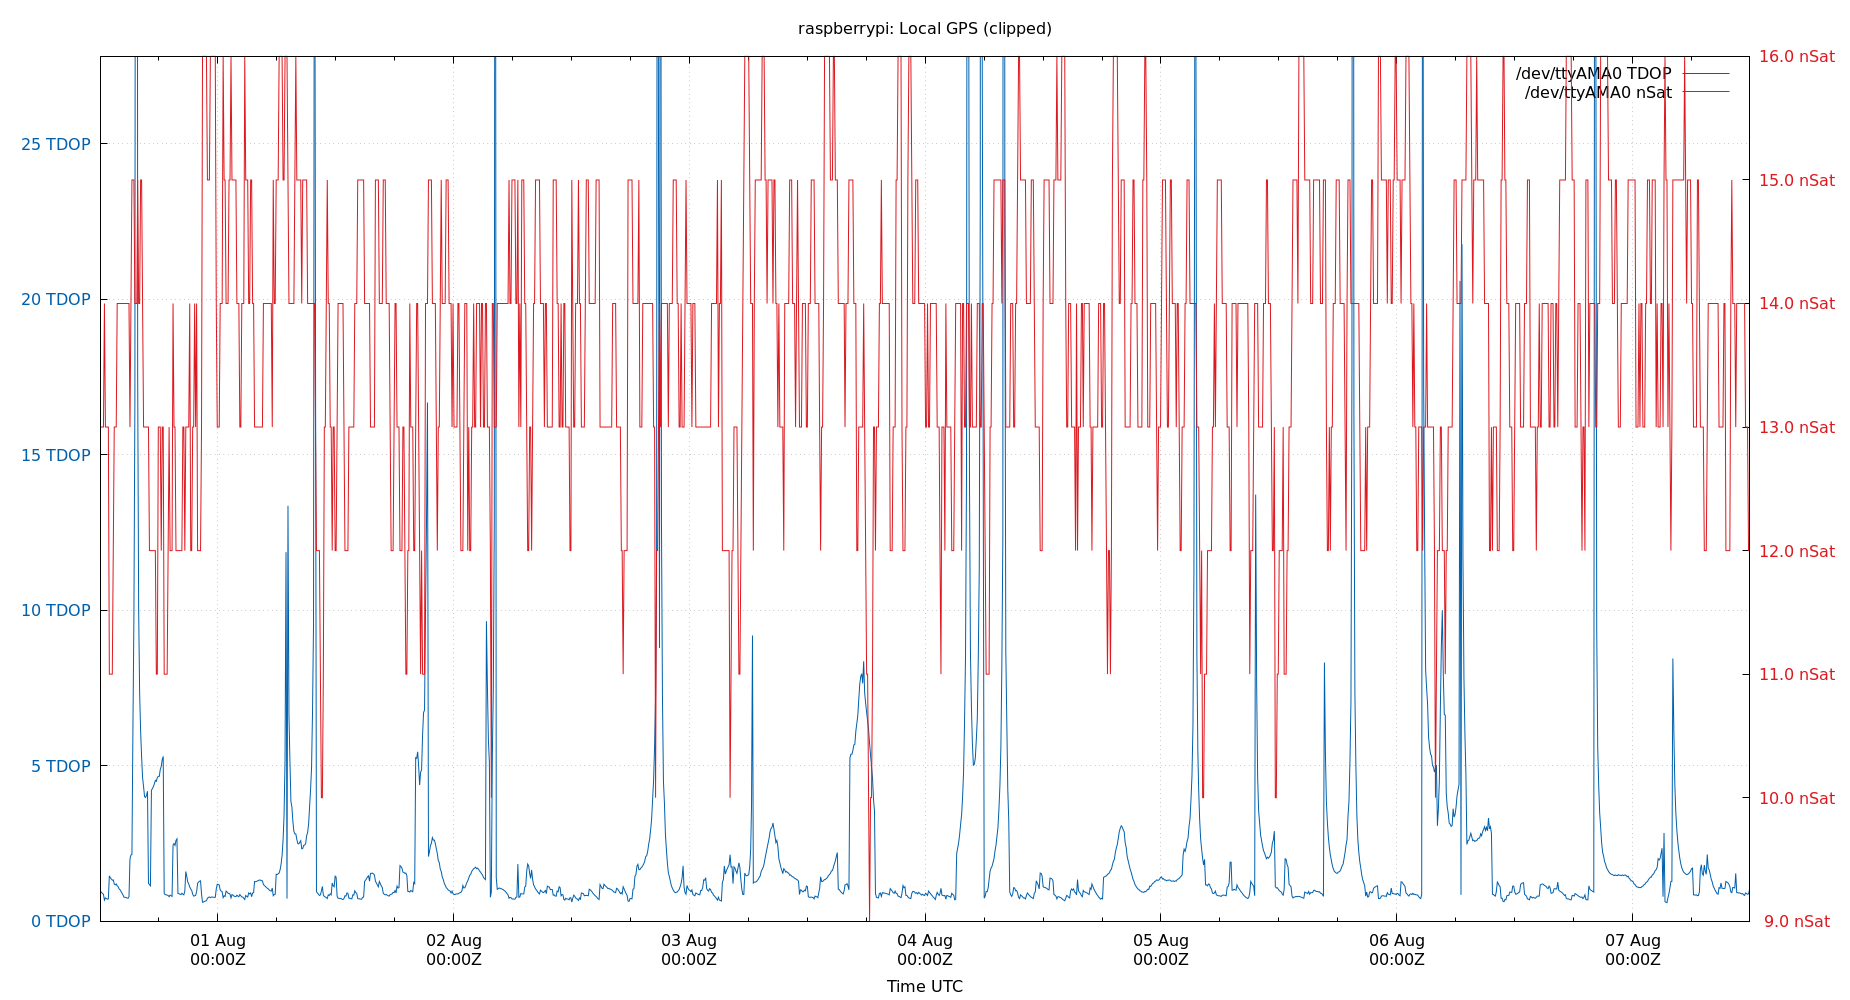 raspberrypi: Local GPS (clipped)
/dev/ttyAMA0 TDOP
/dev/ttyAMA0 nSat
25 TDOP
20 TDOP
15 TDOP
10 TDOP
5 TDOP
0 TDOP
16.0 nSat
15.0 nSat
14.0 nSat
13.0 nSat
12.0 nSat
11.0 nSat
10.0 nSat
9.0 nSat
01 Aug
00:00Z
02 Aug
00:00Z
03 Aug
00:00Z
04 Aug
00:00Z
05 Aug
00:00Z
06 Aug
00:00Z
07 Aug
00:00Z
Time UTC